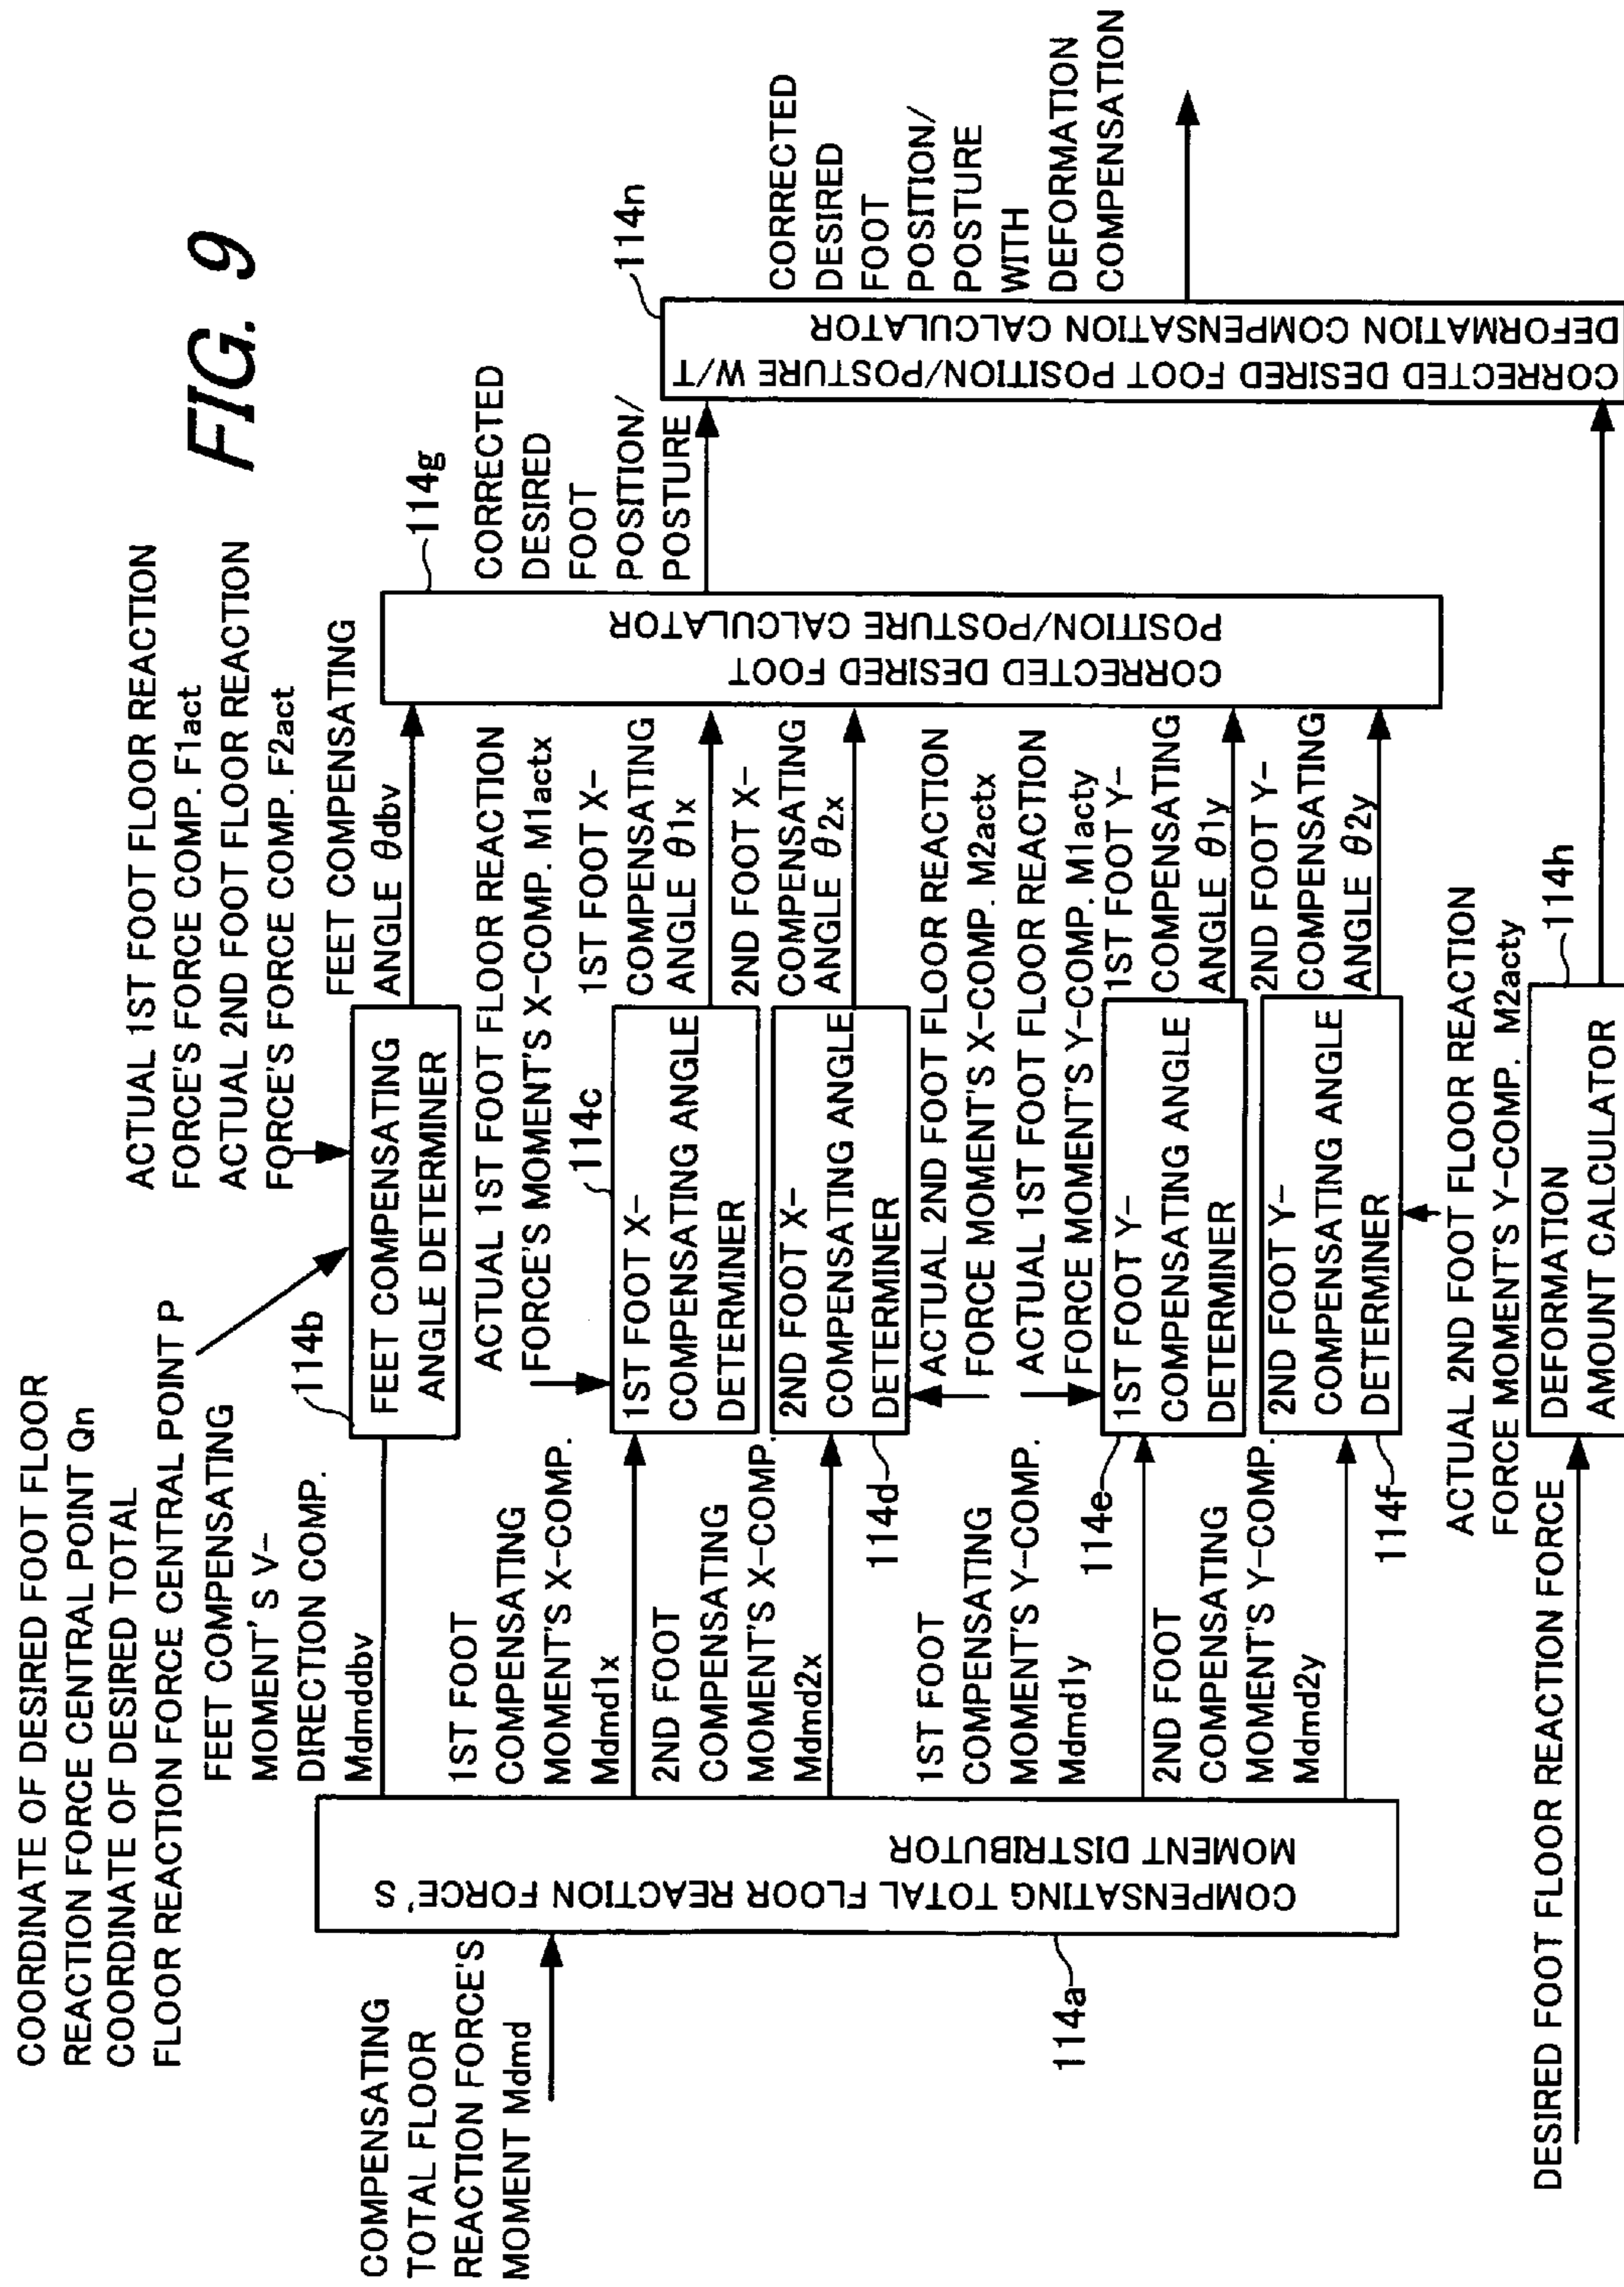 FIG. 9
COORDINATE OF DESIRED FOOT FLOOR
REACTION FORCE CENTRAL POINT Qn
COORDINATE OF DESIRED TOTAL
FLOOR REACTION FORCE CENTRAL POINT P
ACTUAL 1ST FOOT FLOOR REACTION
FORCE'S FORCE COMP. F1act
ACTUAL 2ND FOOT FLOOR REACTION
FORCE'S FORCE COMP. F2act
COMPENSATING
TOTAL FLOOR
REACTION FORCE'S
MOMENT Mdmd
114a
COMPENSATING TOTAL FLOOR REACTION FORCE'S
MOMENT DISTRIBUTOR
FEET COMPENSATING
MOMENT'S V-
DIRECTION COMP.
Mdmddbv
114b
FEET COMPENSATING
ANGLE DETERMINER
FEET COMPENSATING
ANGLE θdbv
1ST FOOT
COMPENSATING
MOMENT'S X-COMP.
Mdmd1x
ACTUAL 1ST FOOT FLOOR REACTION
FORCE'S MOMENT'S X-COMP. M1actx
114c
1ST FOOT X-
COMPENSATING ANGLE
DETERMINER
1ST FOOT X-
COMPENSATING
ANGLE θ1x
2ND FOOT
COMPENSATING
MOMENT'S X-COMP.
Mdmd2x
2ND FOOT X-
COMPENSATING ANGLE
DETERMINER
114d
2ND FOOT X-
COMPENSATING
ANGLE θ2x
ACTUAL 2ND FOOT FLOOR REACTION
FORCE MOMENT'S X-COMP. M2actx
ACTUAL 1ST FOOT FLOOR REACTION
FORCE MOMENT'S Y-COMP. M1acty
1ST FOOT
COMPENSATING
MOMENT'S Y-COMP.
Mdmd1y
114e
1ST FOOT Y-
COMPENSATING ANGLE
DETERMINER
1ST FOOT Y-
COMPENSATING
ANGLE θ1y
2ND FOOT
COMPENSATING
MOMENT'S Y-COMP.
Mdmd2y
2ND FOOT Y-
COMPENSATING ANGLE
DETERMINER
114f
2ND FOOT Y-
COMPENSATING
ANGLE θ2y
ACTUAL 2ND FOOT FLOOR REACTION
FORCE MOMENT'S Y-COMP. M2acty
114g
CORRECTED DESIRED FOOT
POSITION/POSTURE CALCULATOR
CORRECTED
DESIRED
FOOT
POSITION/
POSTURE
114n
CORRECTED DESIRED FOOT POSITION/POSTURE W/T
DEFORMATION COMPENSATION CALCULATOR
CORRECTED
DESIRED
FOOT
POSITION/
POSTURE
WITH
DEFORMATION
COMPENSATION
DESIRED FOOT FLOOR REACTION FORCE
DEFORMATION
AMOUNT CALCULATOR
114h